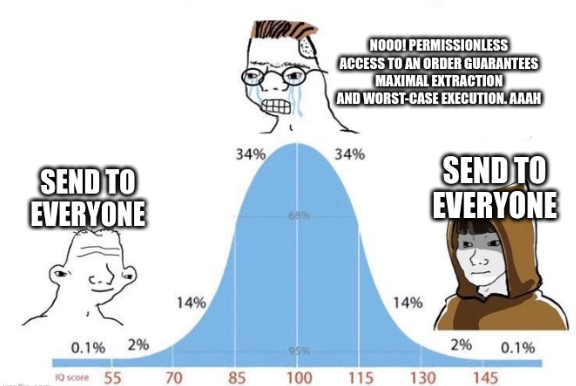 NOOO! PERMISSIONLESS
ACCESS TO AN ORDER GUARANTEES
MAXIMAL EXTRACTION
AND WORST-CASE EXECUTION. AAAH
34% 34%
SEND TO
EVERYONE
SEND TO
EVERYONE
68%
14% 14%
0.1% 2% 95% 2% 0.1%
IQ score 55 70 85 100 115 130 145